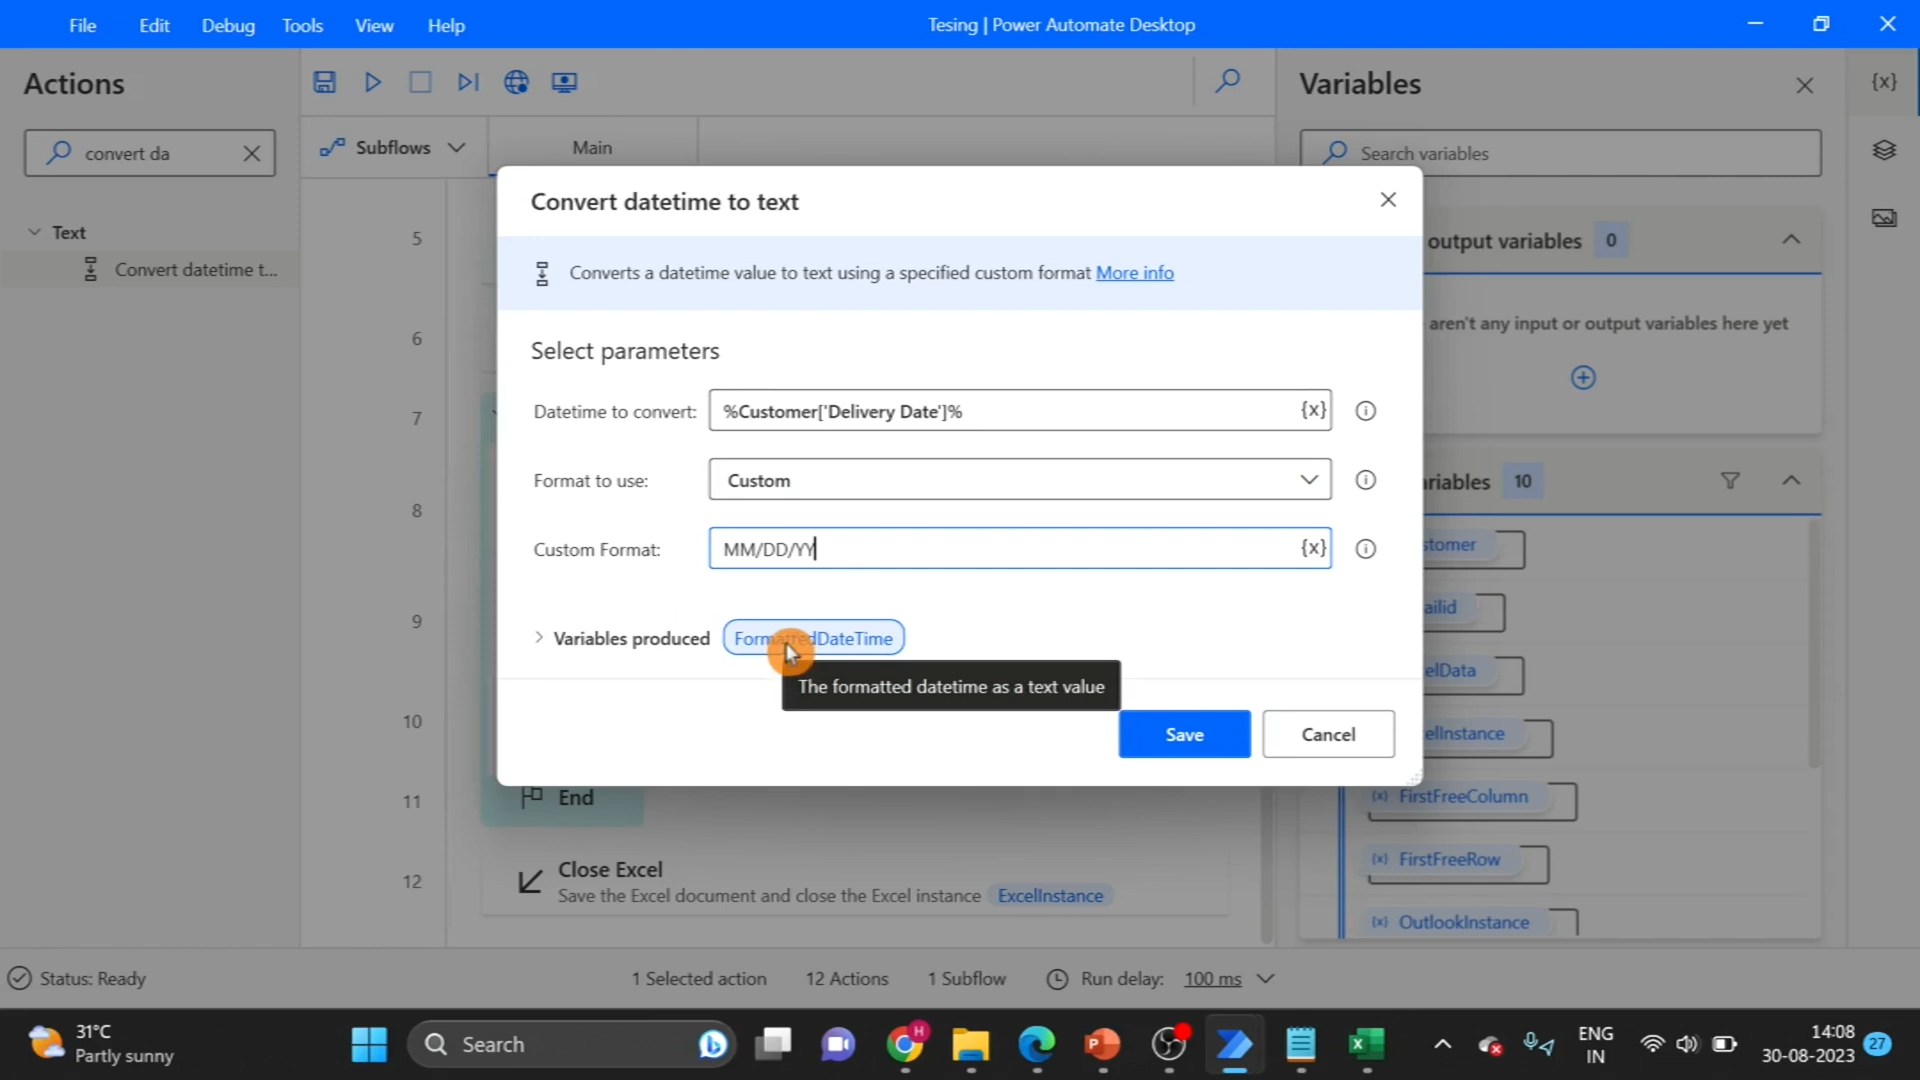 File Edit Debug Tools View Help
Tesing | Power Automate Desktop
Actions
convert da
Text
Convert datetime t...
Subflows
Main
5
6
7
8
9
10
11
12
Convert datetime to text
Converts a datetime value to text using a specified custom format More info
Select parameters
Datetime to convert: %Customer['Delivery Date']% {x}
Format to use: Custom
Custom Format: MM/DD/YY {x}
Variables produced FormattedDateTime
The formatted datetime as a text value
Save Cancel
End
Close Excel
Save the Excel document and close the Excel instance ExcelInstance
Variables
{x}
Search variables
output variables 0
aren't any input or output variables here yet
riables 10
stomer
ailid
elData
elInstance
{x} FirstFreeColumn
{x} FirstFreeRow
{x} OutlookInstance
Status: Ready 1 Selected action 12 Actions 1 Subflow Run delay: 100 ms
31°C
Partly sunny
Search
H
ENG
IN
14:08
30-08-2023
27